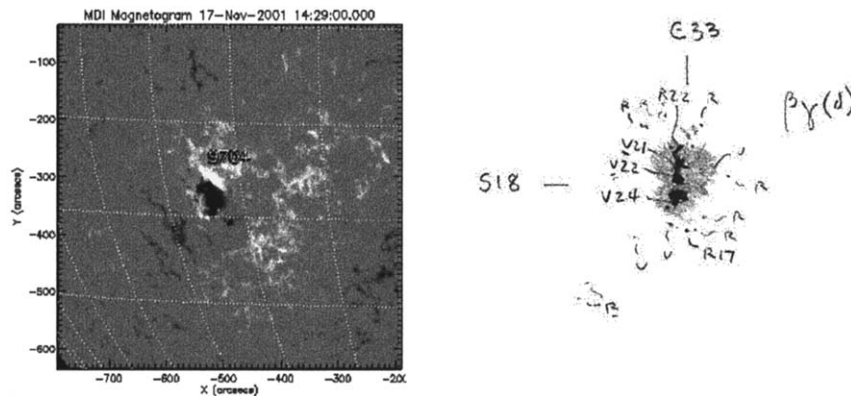 MDI Magnetogram 17-Nov-2001 14:29:00.000
Y (arcsecs)
-100
-200
-300
-400
-500
-600
-700 -600 -500 -400 -300
X (arcsecs)
E33
R R R22 R
βγ(δ)
V21
V22
R
S18
V24
R
R
R17
R